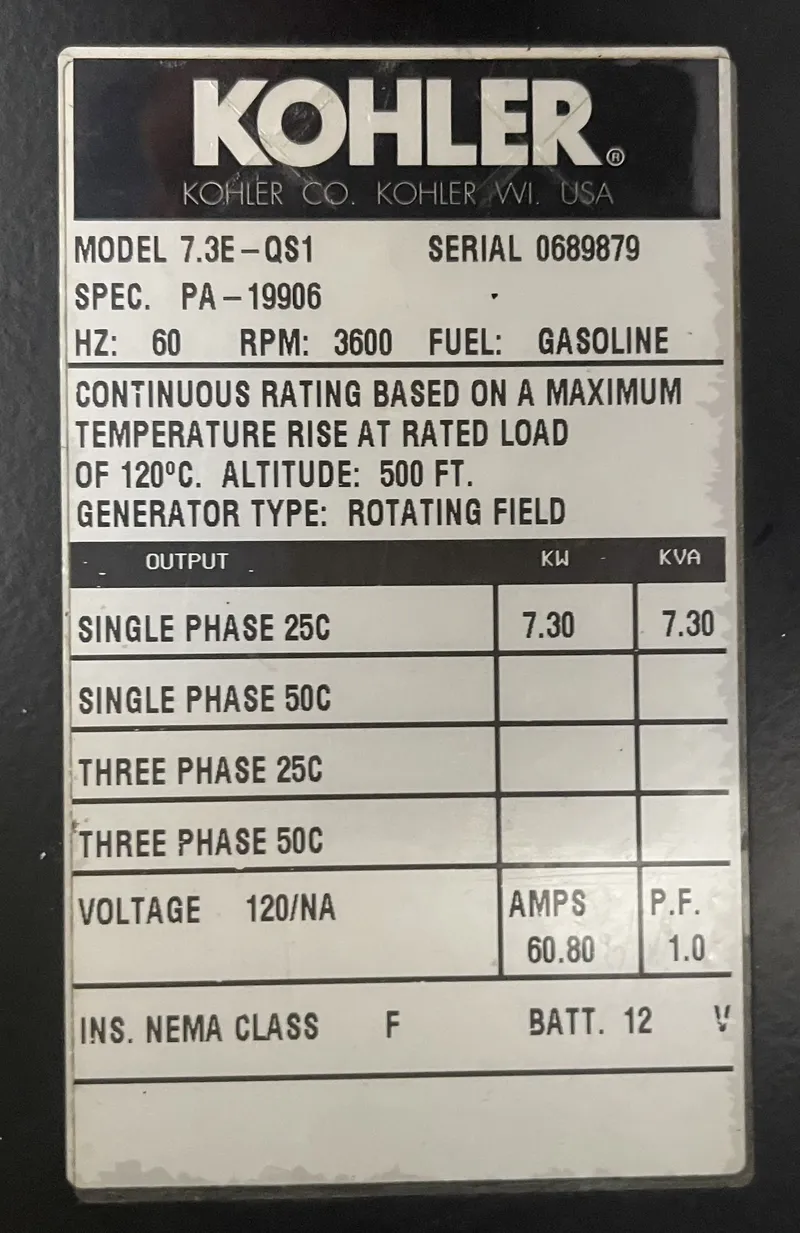 KOHLER®
KOHLER CO. KOHLER WI. USA
MODEL 7.3E-QS1 SERIAL 0689879
SPEC. PA-19906
HZ: 60 RPM: 3600 FUEL: GASOLINE
CONTINUOUS RATING BASED ON A MAXIMUM
TEMPERATURE RISE AT RATED LOAD
OF 120ºC. ALTITUDE: 500 FT.
GENERATOR TYPE: ROTATING FIELD
OUTPUT KW KVA
SINGLE PHASE 25C 7.30 7.30
SINGLE PHASE 50C
THREE PHASE 25C
THREE PHASE 50C
VOLTAGE 120/NA AMPS P.F.
60.80 1.0
INS. NEMA CLASS F BATT. 12 V